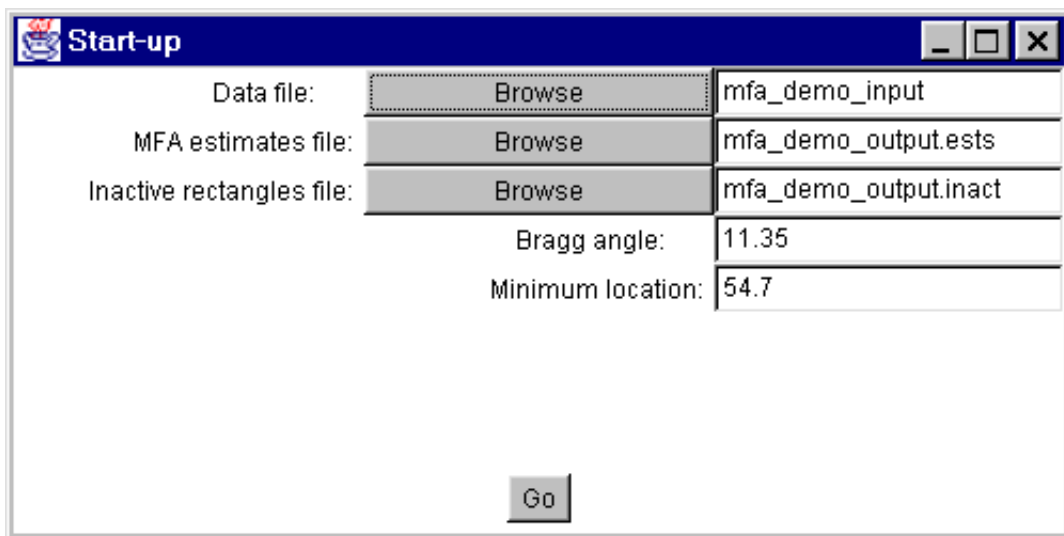 Start-up
Data file: Browse mfa_demo_input
MFA estimates file: Browse mfa_demo_output.ests
Inactive rectangles file: Browse mfa_demo_output.inact
Bragg angle: 11.35
Minimum location: 54.7
Go